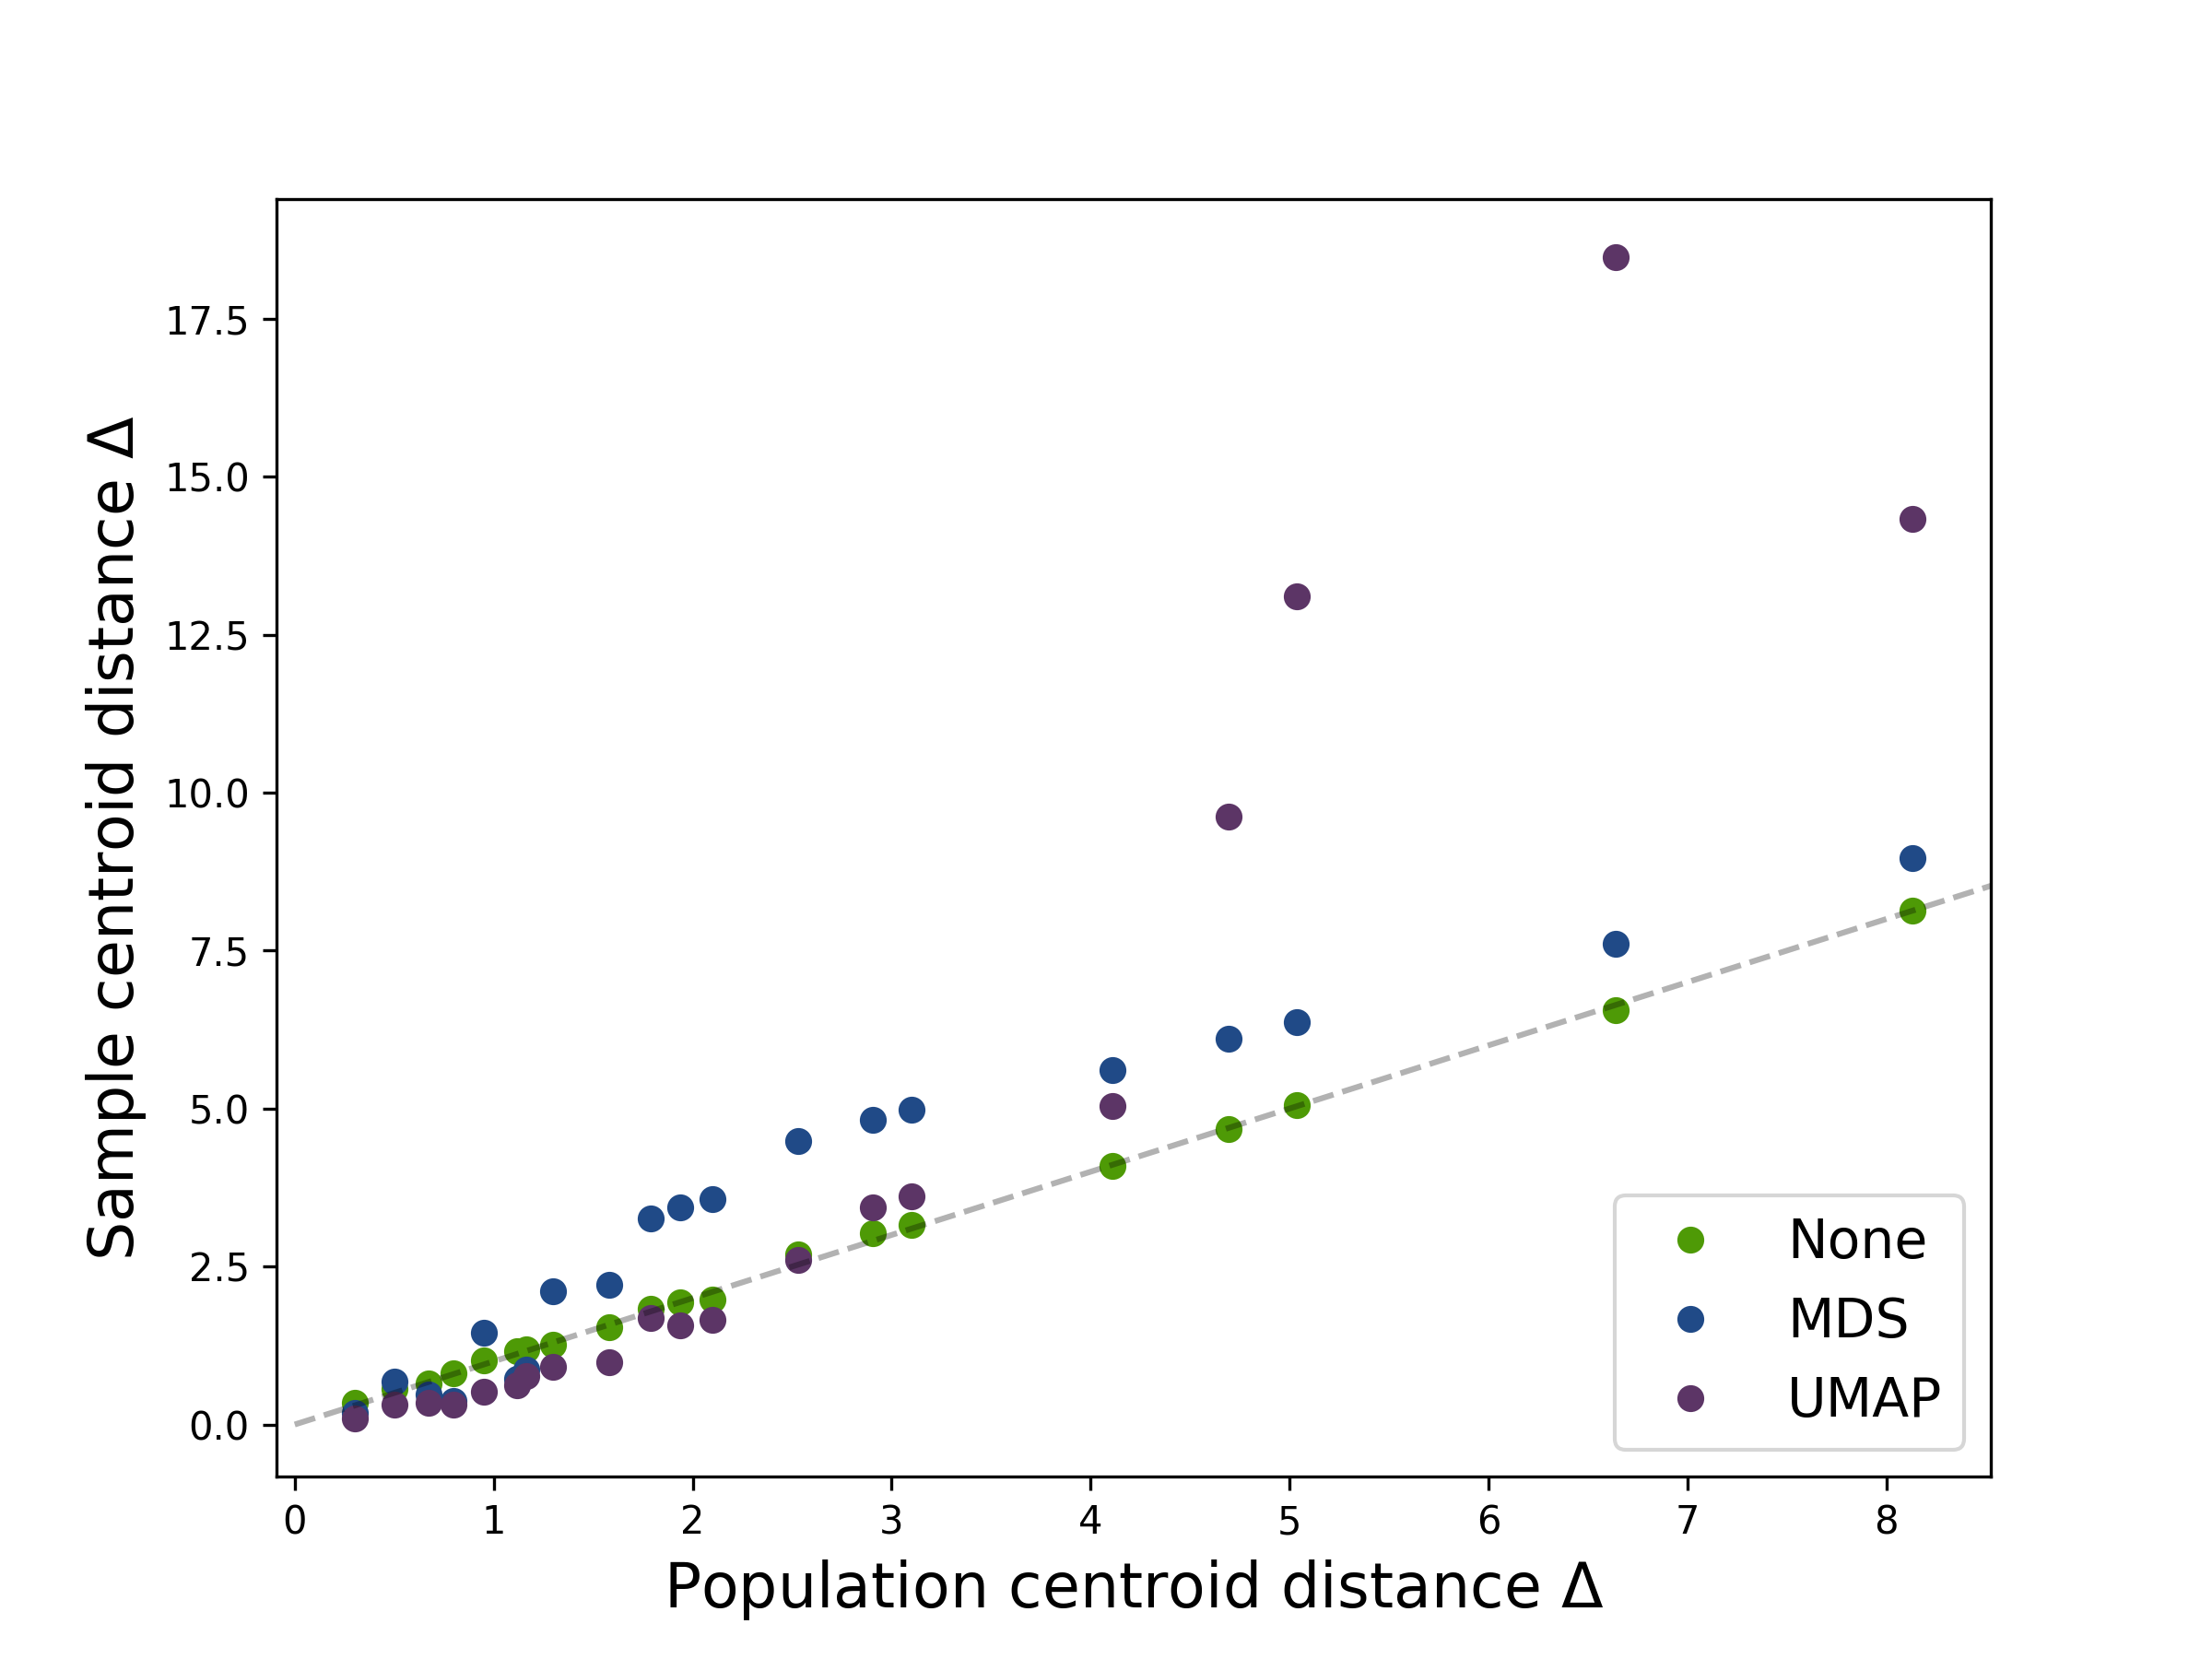 Sample centroid distance Δ
17.5
15.0
12.5
10.0
7.5
5.0
2.5
0.0
None
MDS
UMAP
0 1 2 3 4 5 6 7 8
Population centroid distance Δ